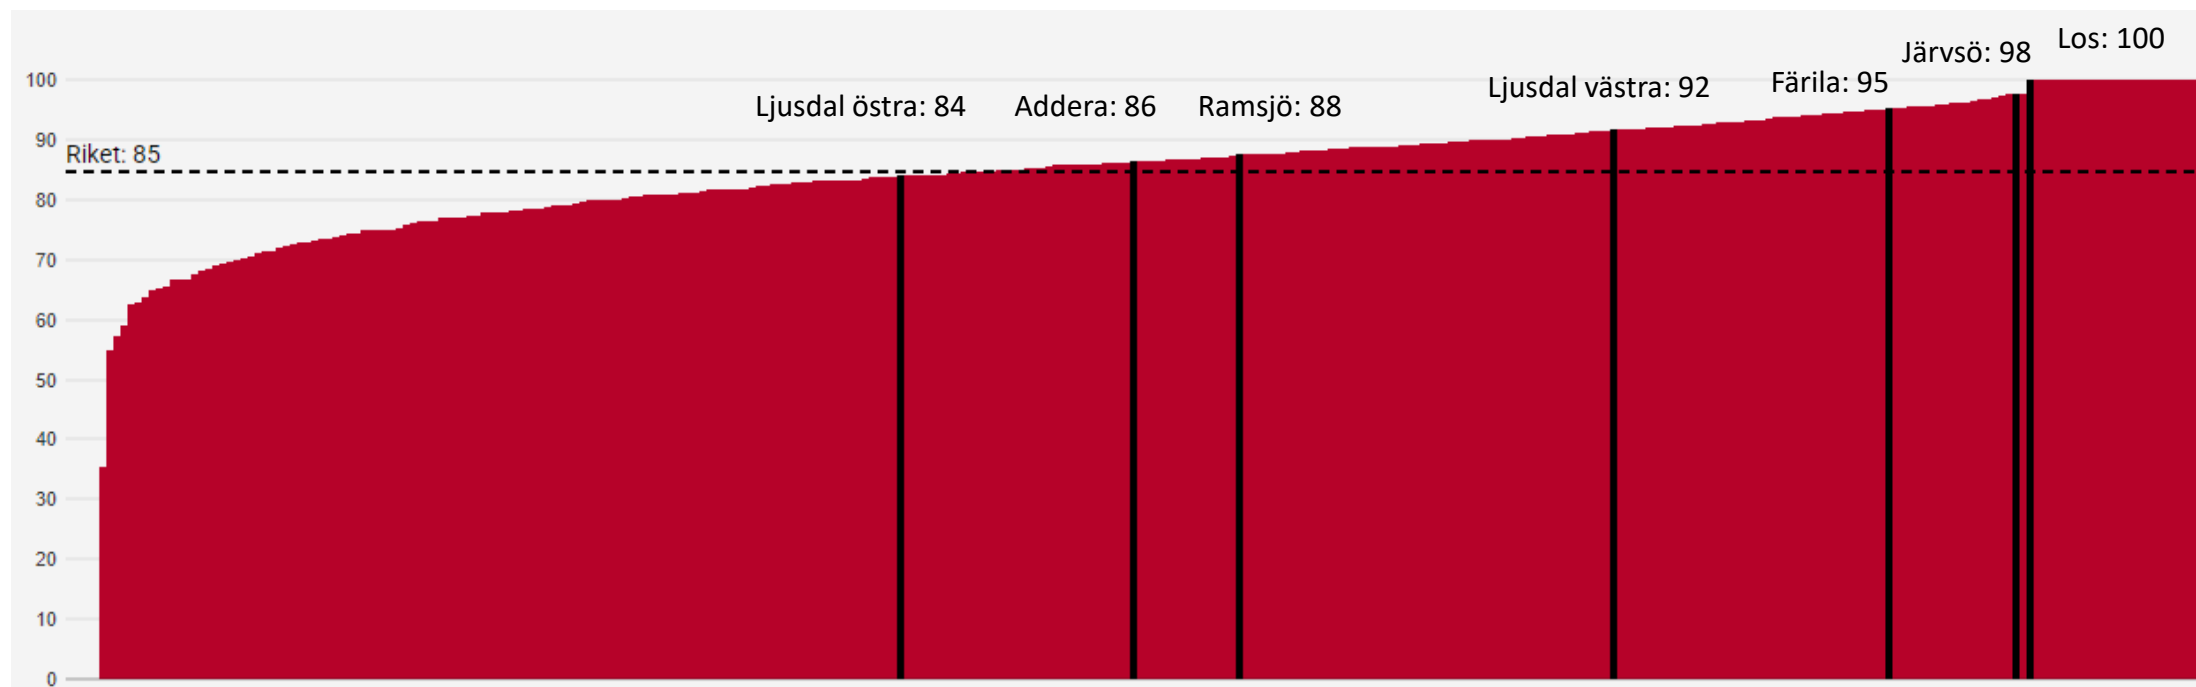 Los: 100
Järvsö: 98
Färila: 95
Ljusdal västra: 92
Ljusdal östra: 84
Addera: 86
Ramsjö: 88
Riket: 85
100
90
80
70
60
50
40
30
20
10
0